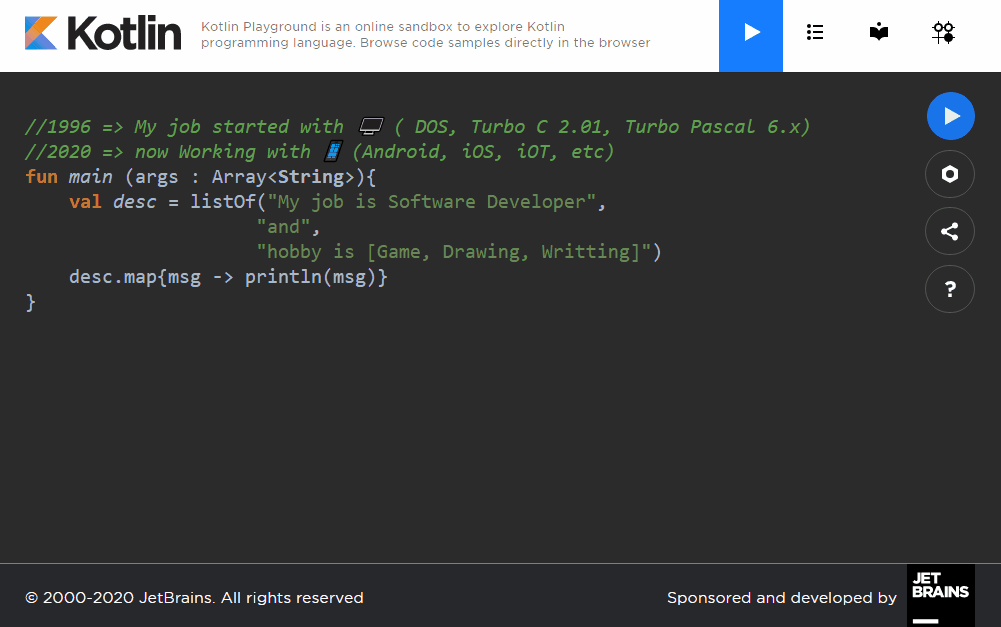 Kotlin
Kotlin Playground is an online sandbox to explore Kotlin
programming language. Browse code samples directly in the browser
//1996 => My job started with 🖥 ( DOS, Turbo C 2.01, Turbo Pascal 6.x)
//2020 => now Working with 📱 (Android, iOS, iOT, etc)
fun main (args : Array<String>){
    val desc = listOf("My job is Software Developer",
                     "and",
                     "hobby is [Game, Drawing, Writting]")
    desc.map{msg -> println(msg)}
}
?
© 2000-2020 JetBrains. All rights reserved
Sponsored and developed by
JET
BRAINS